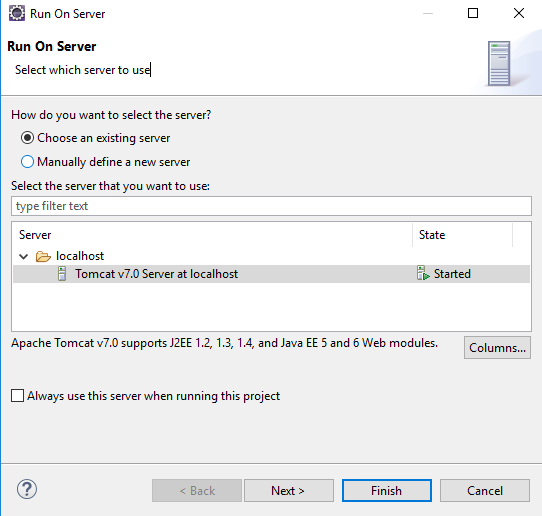 Run On Server
Run On Server
Select which server to use
How do you want to select the server?
Choose an existing server
Manually define a new server
Select the server that you want to use:
type filter text
Server State
localhost
Tomcat v7.0 Server at localhost Started
Apache Tomcat v7.0 supports J2EE 1.2, 1.3, 1.4, and Java EE 5 and 6 Web modules.
Columns...
Always use this server when running this project
? < Back Next > Finish Cancel